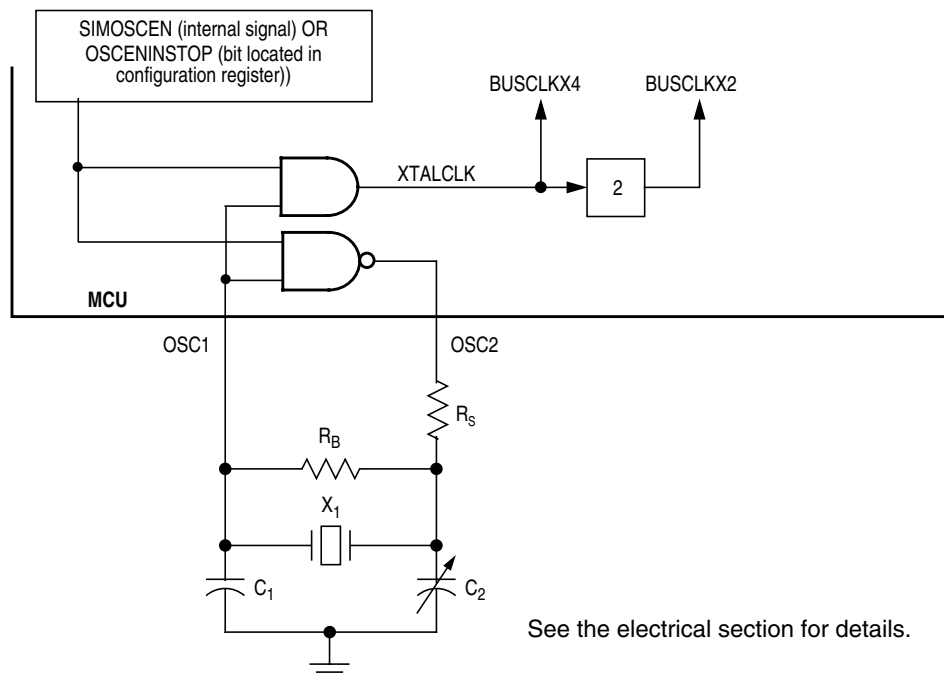 SIMOSCEN (internal signal) OR
OSCENINSTOP (bit located in
configuration register))
BUSCLKX4
BUSCLKX2
XTALCLK
2
MCU
OSC1
OSC2
RS
RB
X1
C1
C2
See the electrical section for details.